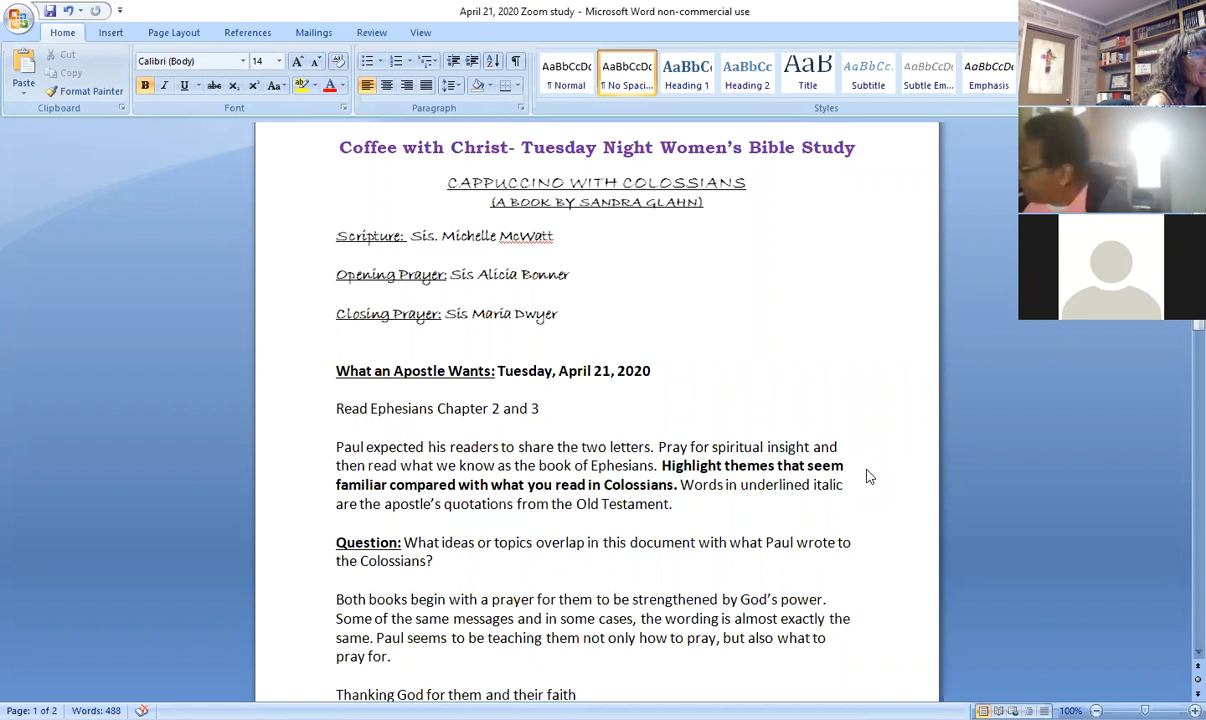 April 21, 2020 Zoom study - Microsoft Word non-commercial use
Home Insert Page Layout References Mailings Review View
Paste
Cut
Copy
Format Painter
Clipboard
Calibri (Body) 14
Font
Paragraph
AaBbCcDc AaBbCcDc AaBbCc AaBbCc AaB AaBbCcDc AaBbCcDc AaBbCcDc
¶ Normal ¶ No Spaci... Heading 1 Heading 2 Title Subtitle Subtle Em... Emphasis
Styles
Coffee with Christ- Tuesday Night Women's Bible Study
CAPPUCCINO WITH COLOSSIANS
(A BOOK BY SANDRA GLAHN)
Scripture: Sis. Michelle McWatt
Opening Prayer: Sis Alicia Bonner
Closing Prayer: Sis Maria Dwyer
What an Apostle Wants: Tuesday, April 21, 2020
Read Ephesians Chapter 2 and 3
Paul expected his readers to share the two letters. Pray for spiritual insight and
then read what we know as the book of Ephesians. Highlight themes that seem
familiar compared with what you read in Colossians. Words in underlined italic
are the apostle's quotations from the Old Testament.
Question: What ideas or topics overlap in this document with what Paul wrote to
the Colossians?
Both books begin with a prayer for them to be strengthened by God's power.
Some of the same messages and in some cases, the wording is almost exactly the
same. Paul seems to be teaching them not only how to pray, but also what to
pray for.
Thanking God for them and their faith
Page: 1 of 2 Words: 488 100%